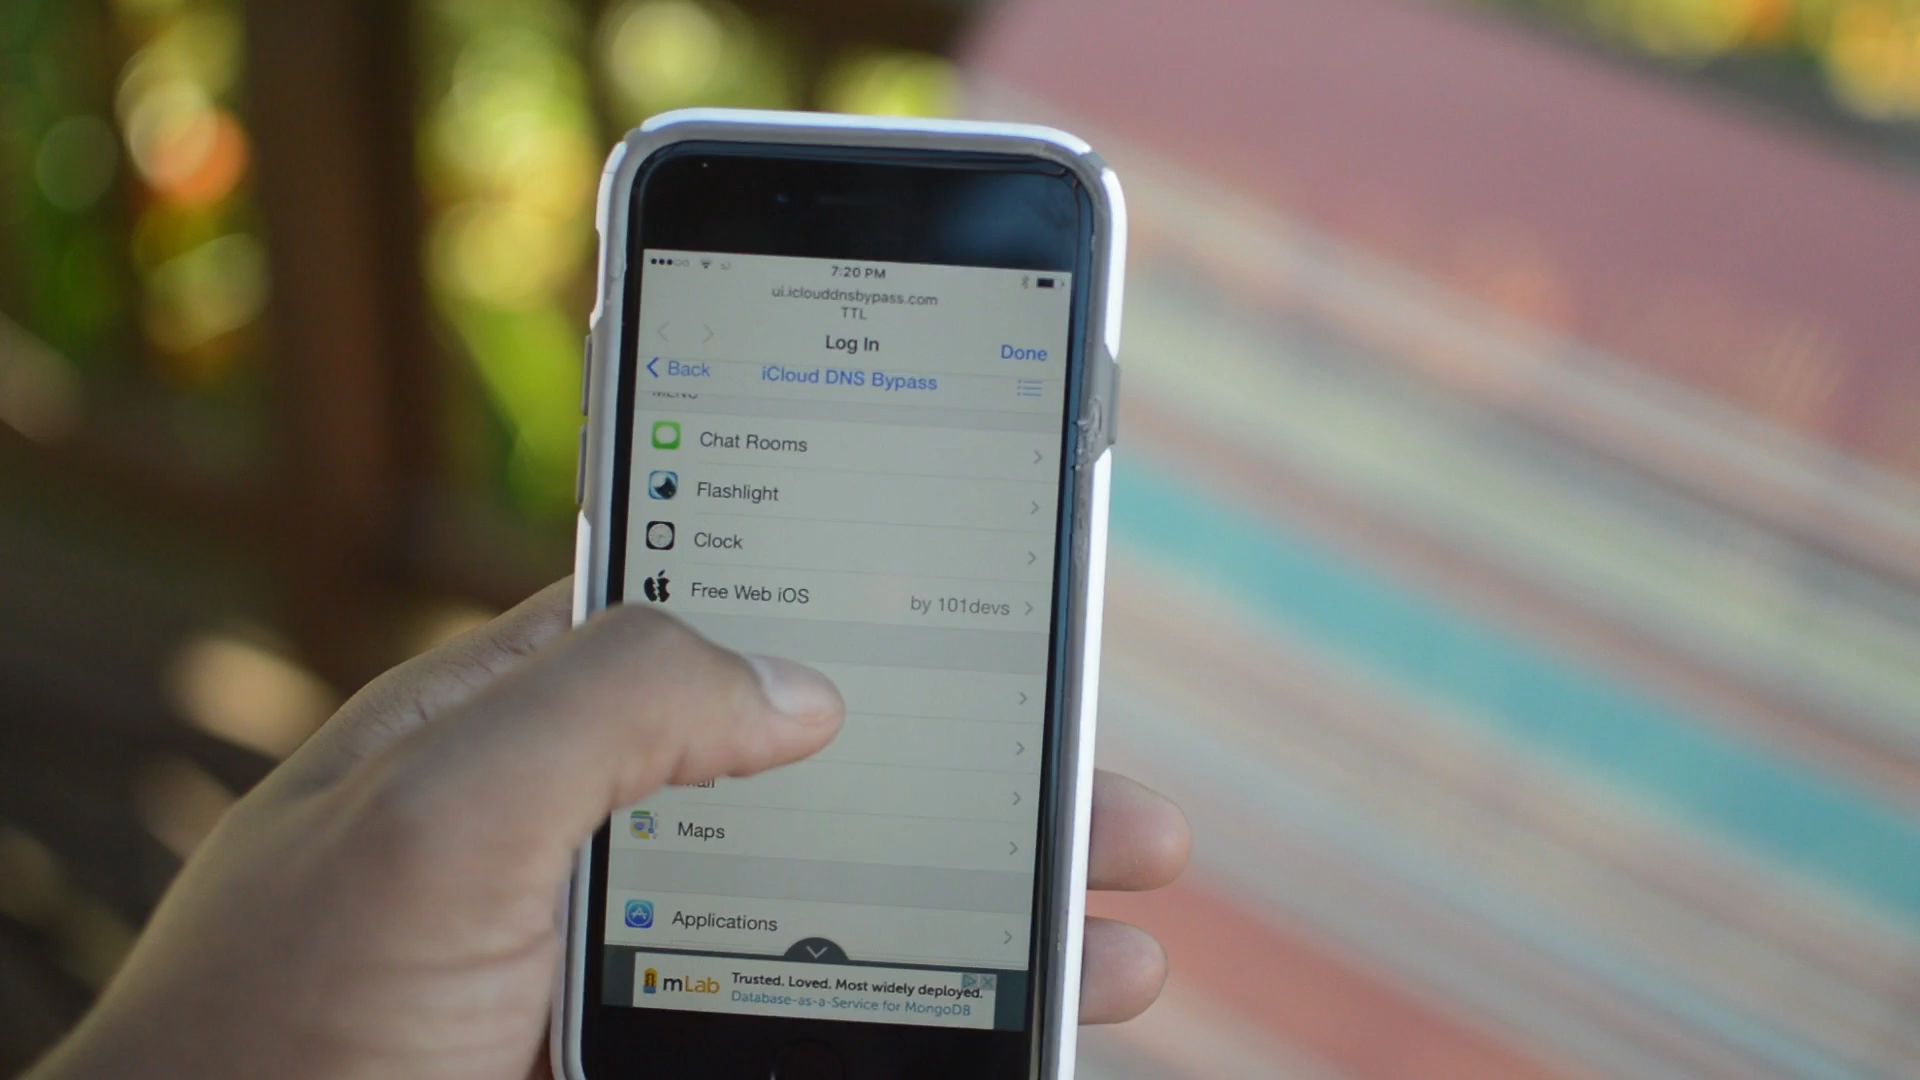 7:20 PM
ui.iclouddnsbypass.com
TTL
Log In
Done
Back
iCloud DNS Bypass
MENU
Chat Rooms
Flashlight
Clock
Free Web iOS
by 101devs
Maps
Applications
mLab
Trusted. Loved. Most widely deployed.
Database-as-a-Service for MongoDB